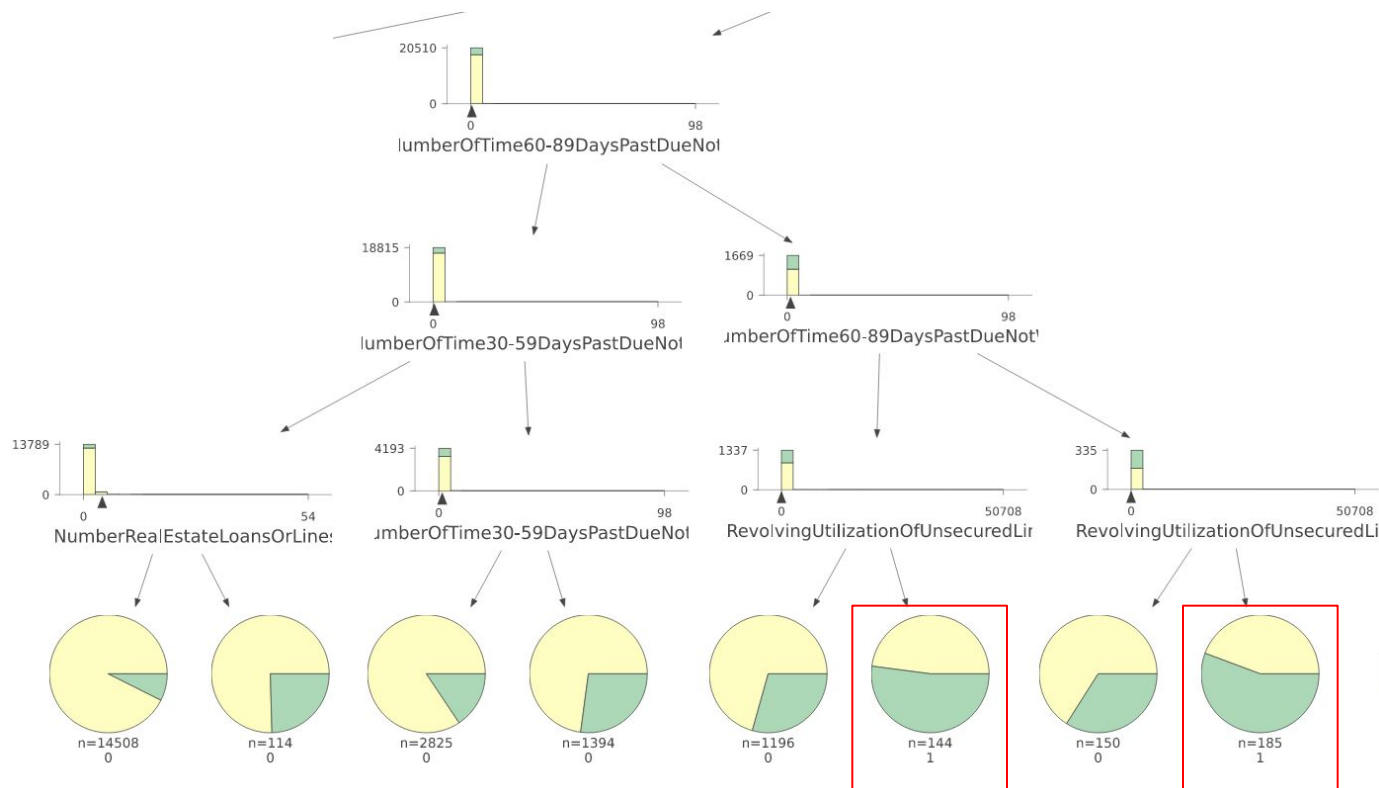 20510
0
0 98
NumberOfTime60-89DaysPastDueNot
18815
0
0 98
NumberOfTime30-59DaysPastDueNot
1669
0
0 98
umberOfTime60-89DaysPastDueNot
13789
0
0 54
NumberRealEstateLoansOrLines
4193
0
0 98
umberOfTime30-59DaysPastDueNot
1337
0
0 50708
RevolvingUtilizationOfUnsecuredLi
335
0
0 50708
RevolvingUtilizationOfUnsecuredLi
n=14508
0
n=114
0
n=2825
0
n=1394
0
n=1196
0
n=144
1
n=150
0
n=185
1